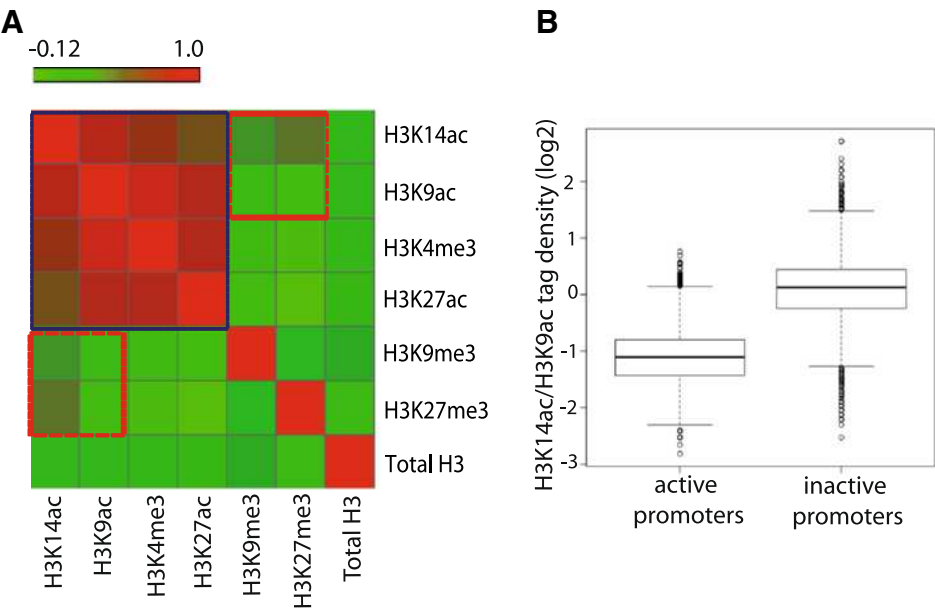 A
-0.12 1.0
H3K14ac
H3K9ac
H3K4me3
H3K27ac
H3K9me3
H3K27me3
Total H3
H3K14ac
H3K9ac
H3K4me3
H3K27ac
H3K9me3
H3K27me3
Total H3
B
H3K14ac/H3K9ac tag density (log2)
2
1
0
-1
-2
-3
active
promoters
inactive
promoters